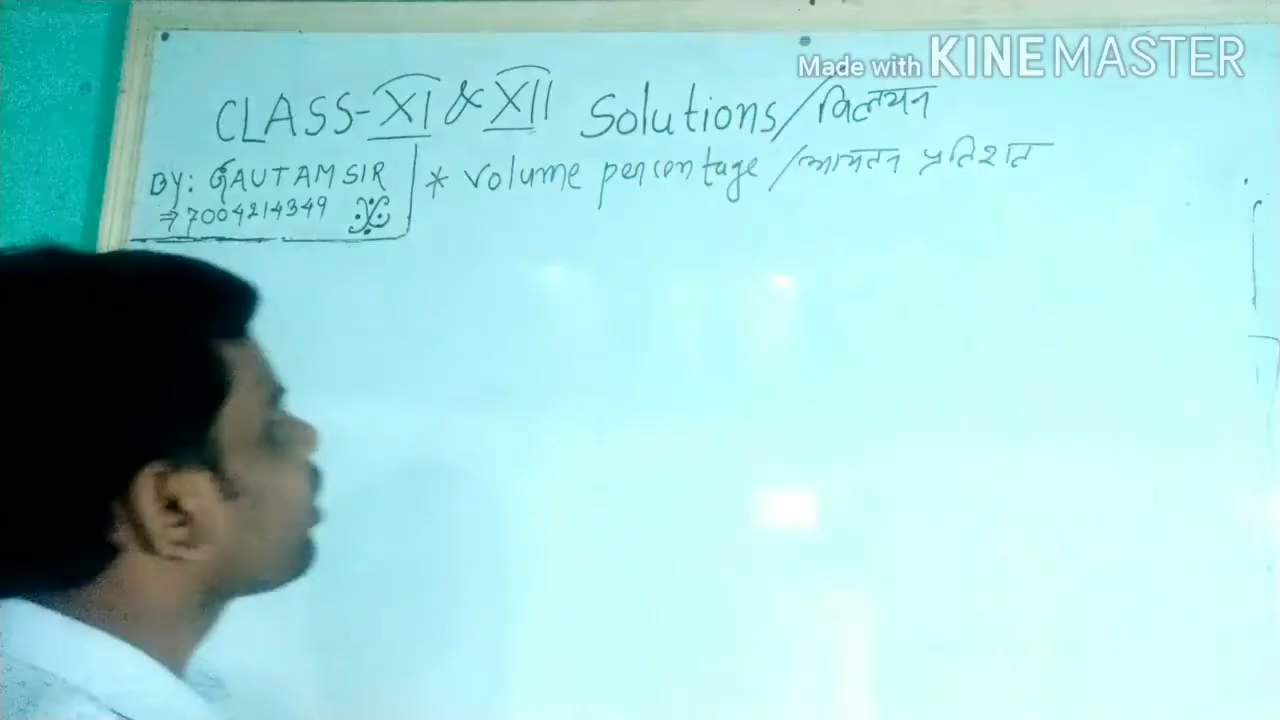 Made with KINEMASTER
CLASS-XI & XII Solutions/विलयन
BY: GAUTAM SIR
⇒7004214349
* Volume percentage /आयतन प्रतिशत